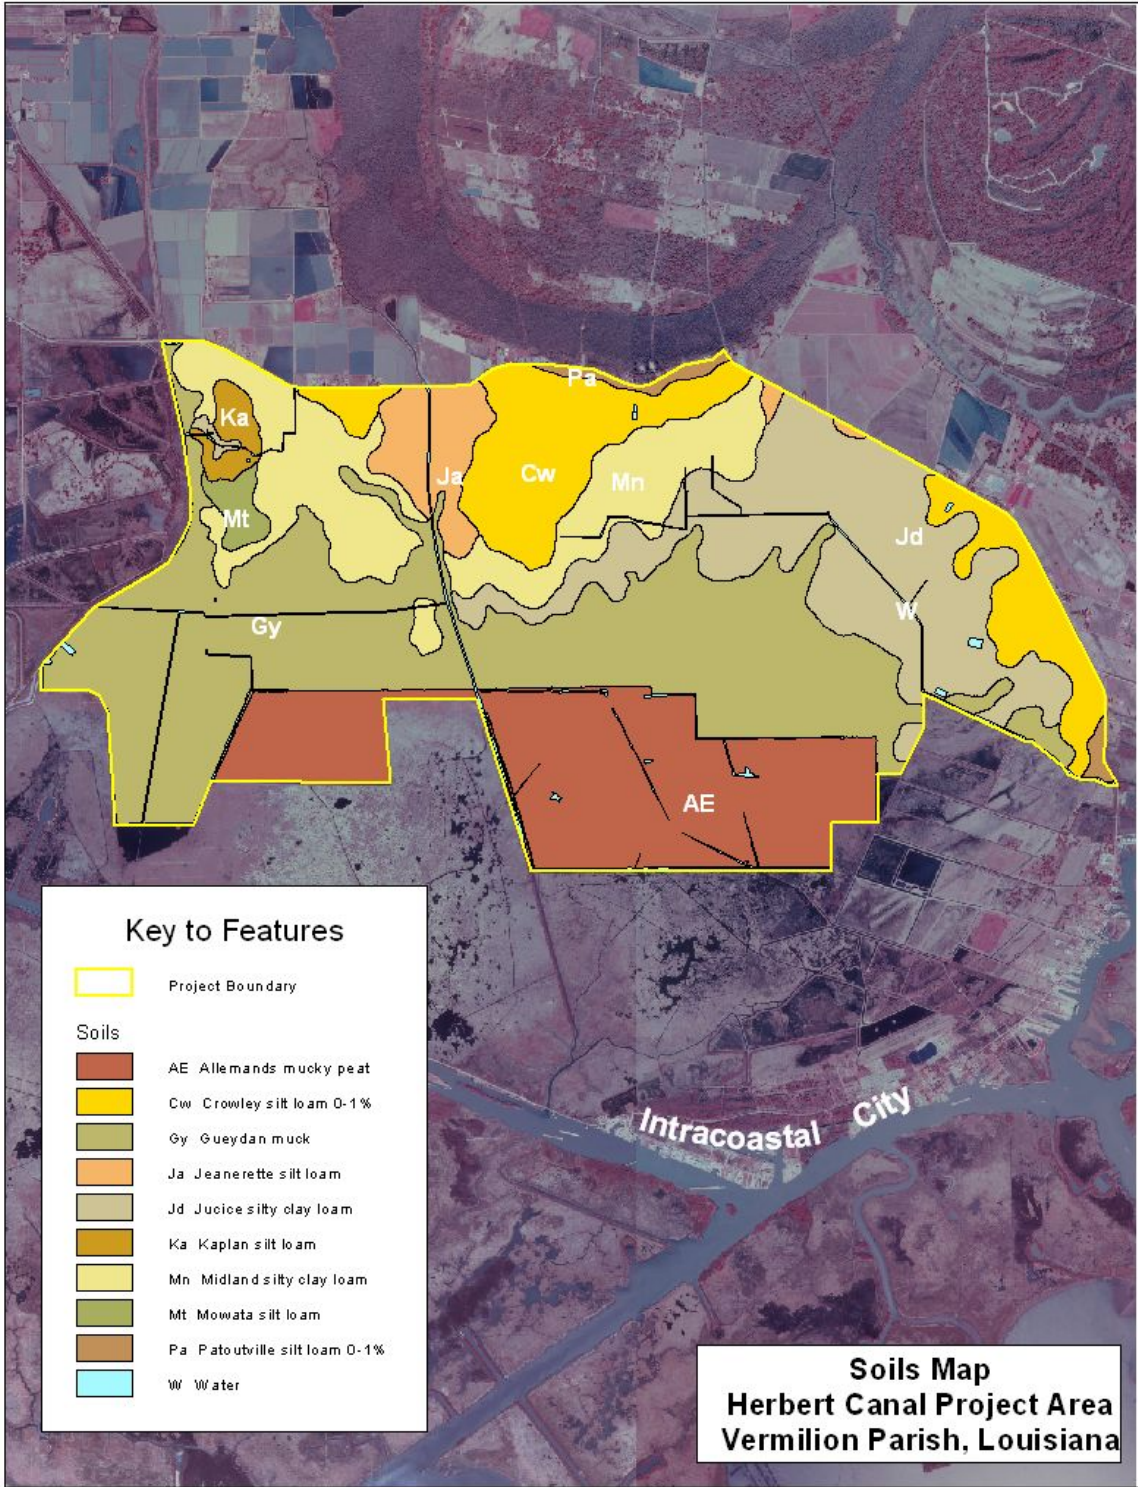 Pa
Ka
Ja
Cw
Mn
Mt
Jd
W
Gy
AE
Key to Features
Project Boundary
Soils
AE Allemands mucky peat
Cw Crowley silt loam 0-1%
Gy Gueydan muck
Ja Jeanerette silt loam
Jd Jucice silty clay loam
Ka Kaplan silt loam
Mn Midland silty clay loam
Mt Mowata silt loam
Pa Patoutville silt loam 0-1%
W Water
Intracoastal City
Soils Map
Herbert Canal Project Area
Vermilion Parish, Louisiana